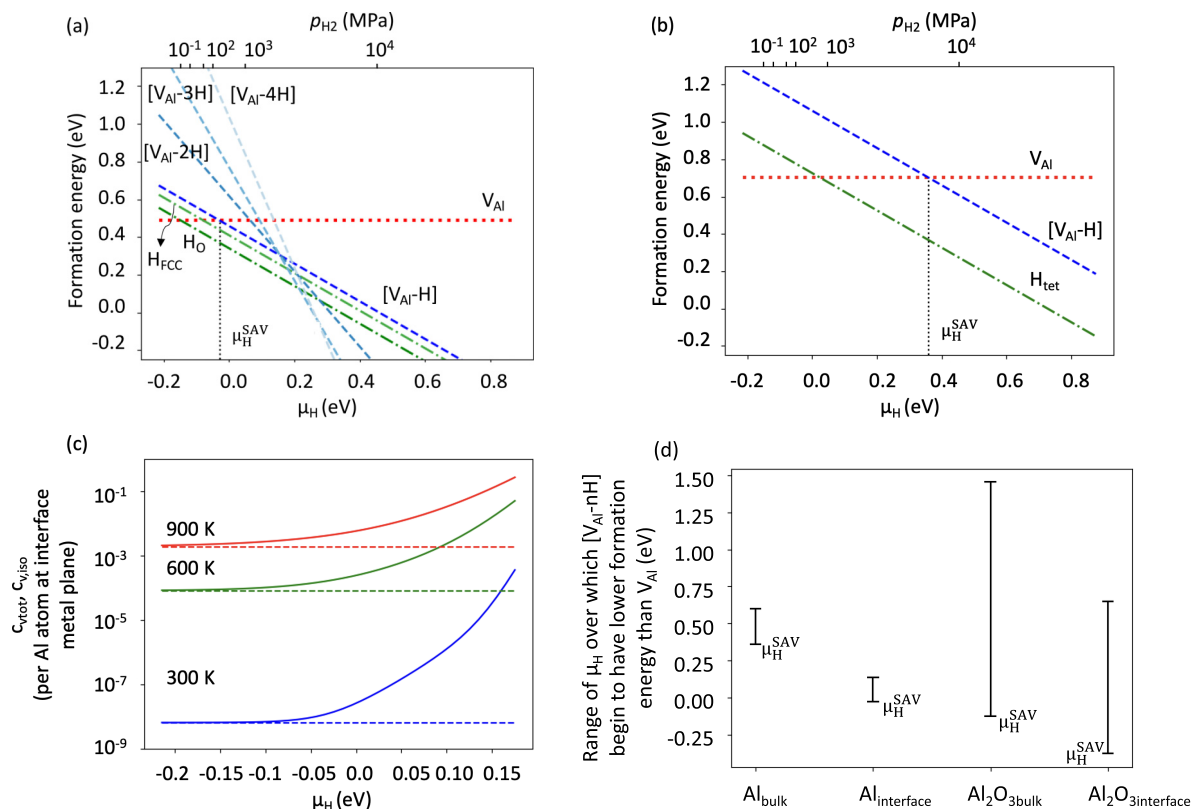 (a)
p_H2 (MPa)
10^-1 10^2 10^3 10^4
Formation energy (eV)
1.2
1.0
0.8
0.6
0.4
0.2
0.0
-0.2
[V_Al-3H]
[V_Al-4H]
[V_Al-2H]
V_Al
H_O
H_FCC
[V_Al-H]
μ_H^SAV
-0.2 0.0 0.2 0.4 0.6 0.8
μ_H (eV)
(b)
p_H2 (MPa)
10^-1 10^2 10^3 10^4
Formation energy (eV)
1.2
1.0
0.8
0.6
0.4
0.2
0.0
-0.2
V_Al
[V_Al-H]
H_tet
μ_H^SAV
-0.2 0.0 0.2 0.4 0.6 0.8
μ_H (eV)
(c)
c_vtot, c_v,iso
(per Al atom at interface
metal plane)
10^-1
10^-3
10^-5
10^-7
10^-9
900 K
600 K
300 K
-0.2 -0.15 -0.1 -0.05 0.0 0.05 0.10 0.15
μ_H (eV)
(d)
Range of μ_H over which [V_Al-nH]
begin to have lower formation
energy than V_Al (eV)
1.50
1.25
1.00
0.75
0.50
0.25
0.00
-0.25
μ_H^SAV
μ_H^SAV
μ_H^SAV
μ_H^SAV
Al_bulk Al_interface Al2O3bulk Al2O3interface